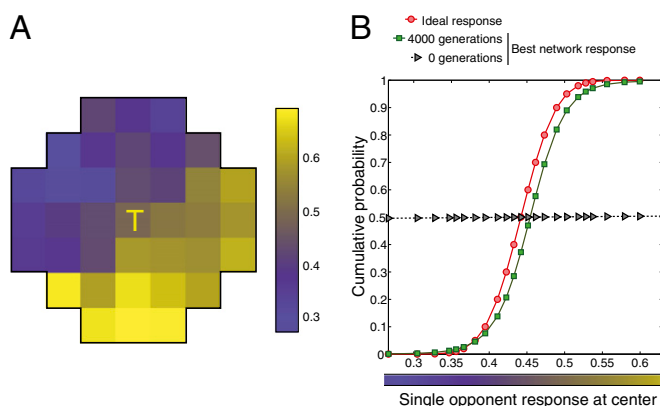 A
T
0.6
0.5
0.4
0.3
B
Ideal response
4000 generations
0 generations
Best network response
Cumulative probability
1
0.9
0.8
0.7
0.6
0.5
0.4
0.3
0.2
0.1
0
0.3 0.35 0.4 0.45 0.5 0.55 0.6
Single opponent response at center